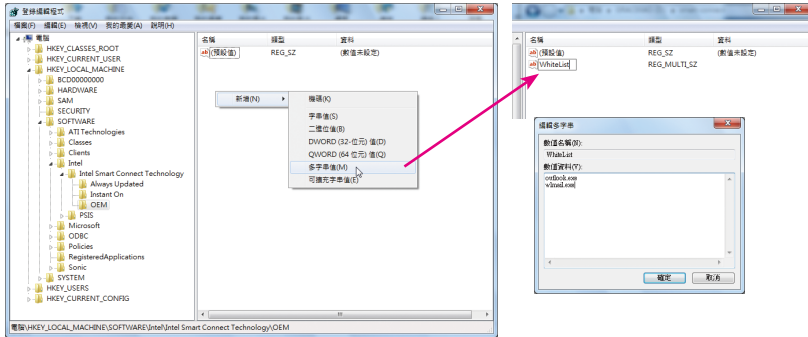 登錄編輯程式
檔案(F) 編輯(E) 檢視(V) 我的最愛(A) 說明(H)
電腦
HKEY_CLASSES_ROOT
HKEY_CURRENT_USER
HKEY_LOCAL_MACHINE
BCD00000000
HARDWARE
SAM
SECURITY
SOFTWARE
ATI Technologies
Classes
Clients
Intel
Intel Smart Connect Technology
Always Updated
Instant On
OEM
PSIS
Microsoft
ODBC
Policies
RegisteredApplications
Sonic
SYSTEM
HKEY_USERS
HKEY_CURRENT_CONFIG
名稱 類型 資料
ab (預設值) REG_SZ (數值未設定)
新增(N)
機碼(K)
字串值(S)
二進位值(B)
DWORD (32-位元) 值(D)
QWORD (64 位元) 值(Q)
多字串值(M)
可擴充字串值(E)
電腦\HKEY_LOCAL_MACHINE\SOFTWARE\Intel\Intel Smart Connect Technology\OEM
名稱 類型 資料
ab (預設值) REG_SZ (數值未設定)
ab WhiteList REG_MULTI_SZ
編輯多字串
數值名稱(N):
WhiteList
數值資料(V):
outlook.exe
wlmail.exe
確定 取消